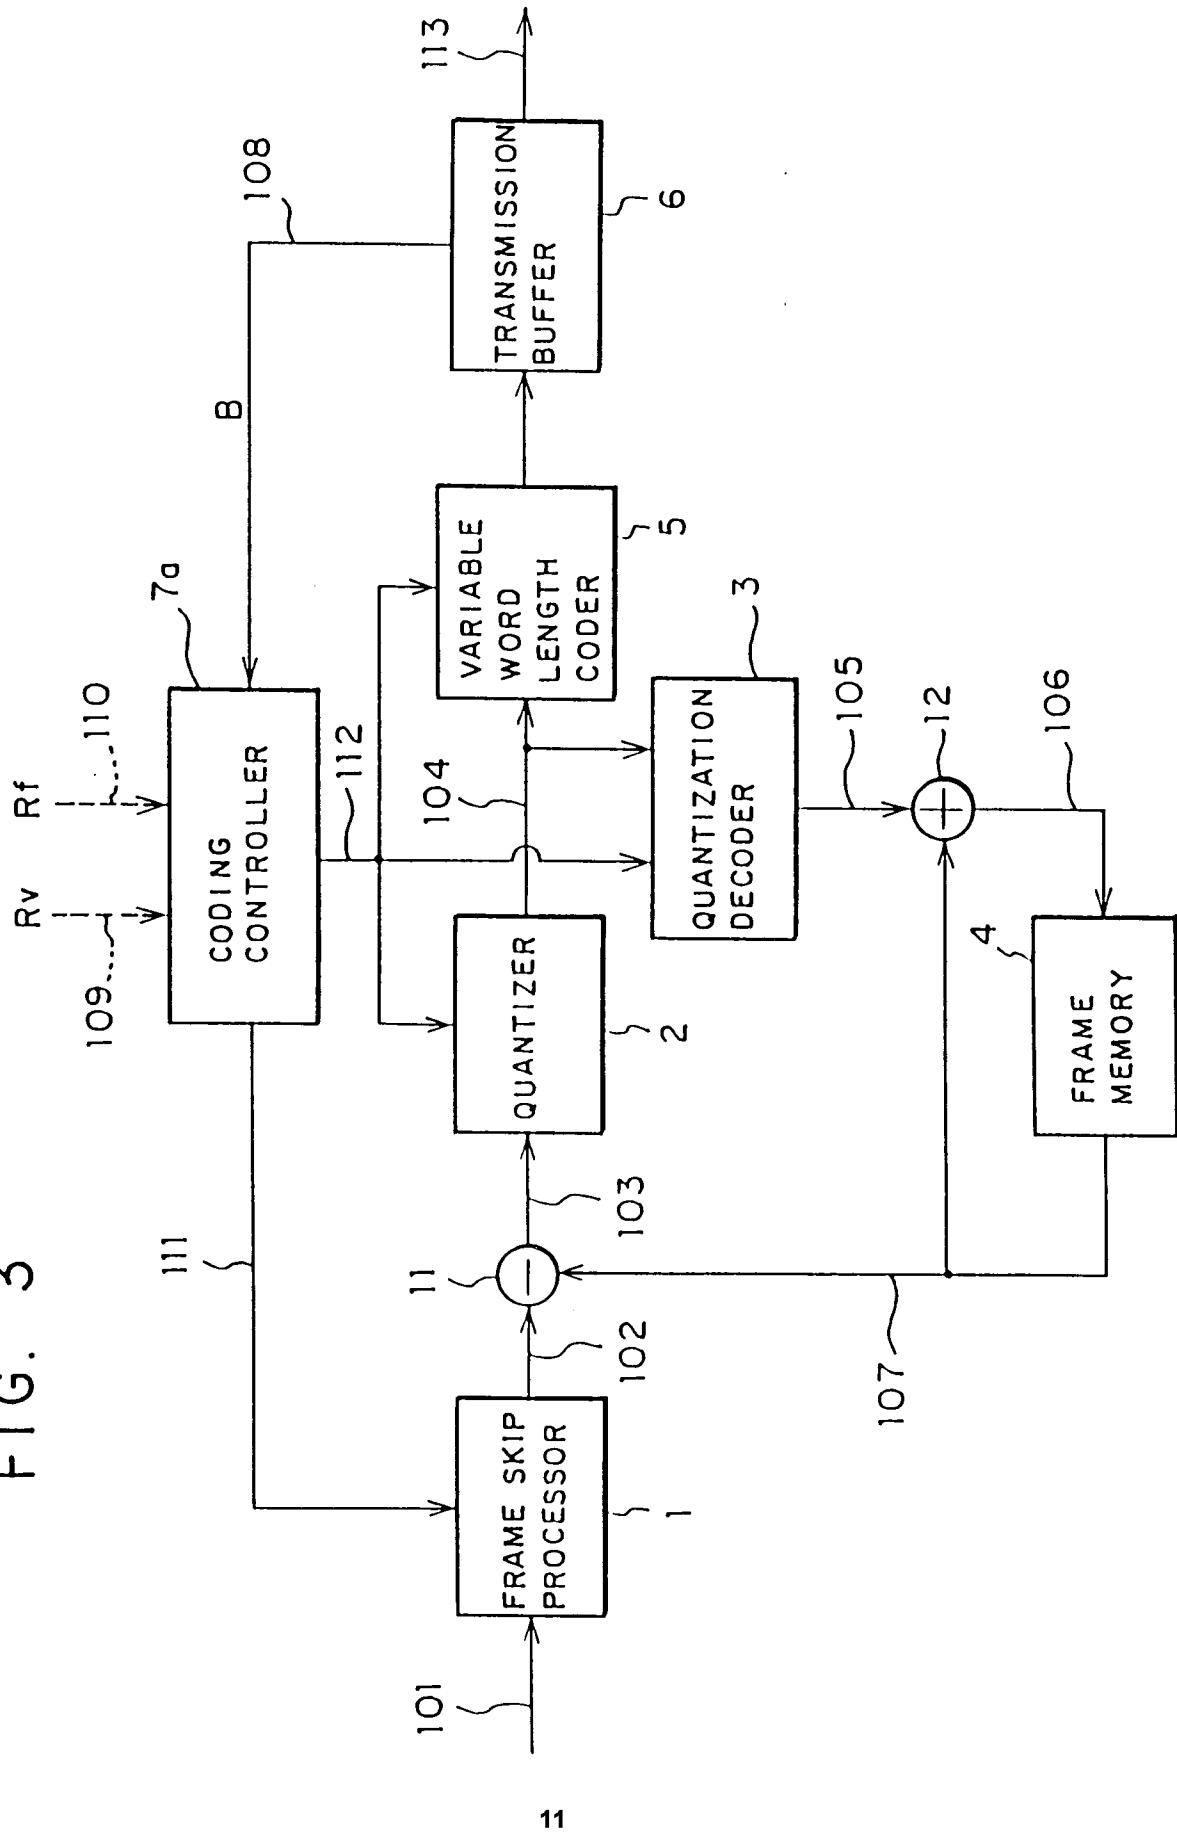 FIG. 3
Rv
Rf
109
110
7a
CODING
CONTROLLER
B
108
111
112
113
101
FRAME SKIP
PROCESSOR
1
102
11
103
QUANTIZER
2
104
VARIABLE
WORD
LENGTH
CODER
5
TRANSMISSION
BUFFER
6
QUANTIZATION
DECODER
3
105
12
106
107
4
FRAME
MEMORY
11